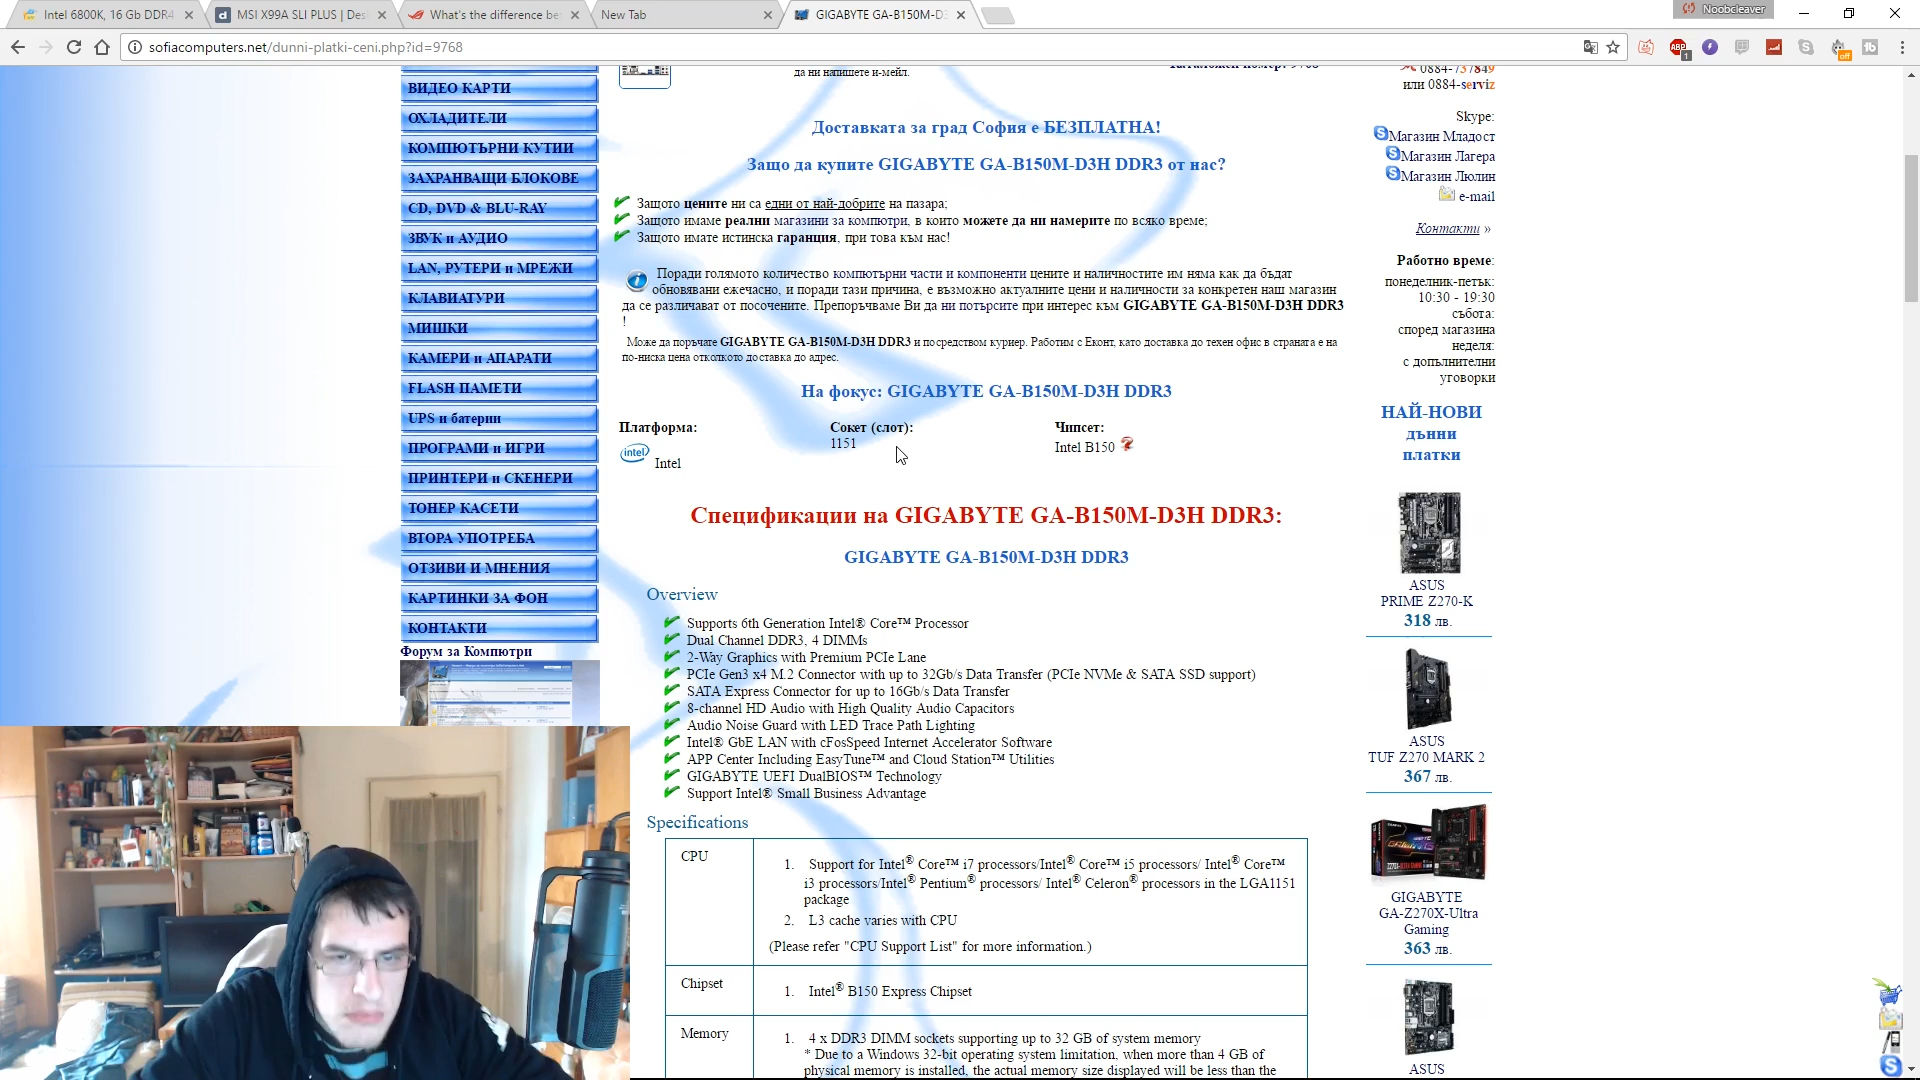 Intel 6800K, 16 Gb DDR4
MSI X99A SLI PLUS | Des
What's the difference be
New Tab
GIGABYTE GA-B150M-D3
Noobcleaver
sofiacomputers.net/dunni-platki-ceni.php?id=9768
ABP
1
off
tb
да ни напишете и-мейл.
0884-737849
или 0884-serviz
ВИДЕО КАРТИ
ОХЛАДИТЕЛИ
КОМПЮТЪРНИ КУТИИ
ЗАХРАНВАЩИ БЛОКОВЕ
CD, DVD & BLU-RAY
ЗВУК и АУДИО
LAN, РУТЕРИ и МРЕЖИ
КЛАВИАТУРИ
МИШКИ
КАМЕРИ и АПАРАТИ
FLASH ПАМЕТИ
UPS и батерии
ПРОГРАМИ и ИГРИ
ПРИНТЕРИ и СКЕНЕРИ
ТОНЕР КАСЕТИ
ВТОРА УПОТРЕБА
ОТЗИВИ И МНЕНИЯ
КАРТИНКИ ЗА ФОН
КОНТАКТИ
Форум за Компютри
Доставката за град София е БЕЗПЛАТНА!
Защо да купите GIGABYTE GA-B150M-D3H DDR3 от нас?
Защото цените ни са едни от най-добрите на пазара;
Защото имаме реални магазини за компютри, в които можете да ни намерите по всяко време;
Защото имате истинска гаранция, при това към нас!
Поради голямото количество компютърни части и компоненти цените и наличностите им няма как да бъдат
обновявани ежечасно, и поради тази причина, е възможно актуалните цени и наличности за конкретен наш магазин
да се различават от посочените. Препоръчваме Ви да ни потърсите при интерес към GIGABYTE GA-B150M-D3H DDR3
!
Може да поръчате GIGABYTE GA-B150M-D3H DDR3 и посредством куриер. Работим с Еконт, като доставка до техен офис в страната е на
по-ниска цена отколкото доставка до адрес.
На фокус: GIGABYTE GA-B150M-D3H DDR3
Платформа:
intel Intel
Сокет (слот):
1151
Чипсет:
Intel B150
Спецификации на GIGABYTE GA-B150M-D3H DDR3:
GIGABYTE GA-B150M-D3H DDR3
Overview
Supports 6th Generation Intel® Core™ Processor
Dual Channel DDR3, 4 DIMMs
2-Way Graphics with Premium PCIe Lane
PCIe Gen3 x4 M.2 Connector with up to 32Gb/s Data Transfer (PCIe NVMe & SATA SSD support)
SATA Express Connector for up to 16Gb/s Data Transfer
8-channel HD Audio with High Quality Audio Capacitors
Audio Noise Guard with LED Trace Path Lighting
Intel® GbE LAN with cFosSpeed Internet Accelerator Software
APP Center Including EasyTune™ and Cloud Station™ Utilities
GIGABYTE UEFI DualBIOS™ Technology
Support Intel® Small Business Advantage
Specifications
CPU
1. Support for Intel® Core™ i7 processors/Intel® Core™ i5 processors/ Intel® Core™
i3 processors/Intel® Pentium® processors/ Intel® Celeron® processors in the LGA1151
package
2. L3 cache varies with CPU
(Please refer "CPU Support List" for more information.)
Chipset
1. Intel® B150 Express Chipset
Memory
1. 4 x DDR3 DIMM sockets supporting up to 32 GB of system memory
* Due to a Windows 32-bit operating system limitation, when more than 4 GB of
physical memory is installed, the actual memory size displayed will be less than the
Skype:
Магазин Младост
Магазин Лагера
Магазин Люлин
e-mail
Контакти »
Работно време:
понеделник-петък:
10:30 - 19:30
събота:
според магазина
неделя:
с допълнителни
уговорки
НАЙ-НОВИ
дънни
платки
ASUS
PRIME Z270-K
318 лв.
ASUS
TUF Z270 MARK 2
367 лв.
GIGABYTE
GA-Z270X-Ultra
Gaming
363 лв.
ASUS